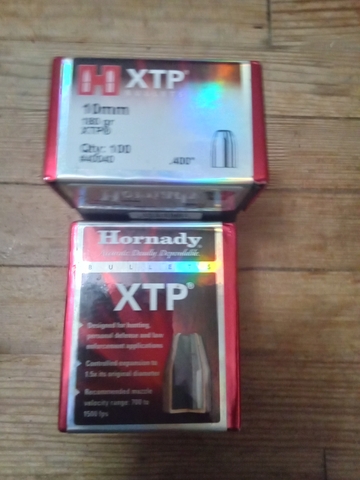 H XTP®
10mm
180 gr
XTP®
Qty: 100
#40040
.400"
Hornady
Accurate, Deadly, Dependable.
BULLETS
XTP®
Designed for hunting,
personal defense and law
enforcement applications
Controlled expansion to
1.5x its original diameter
Recommended muzzle
velocity range: 700 to
1500 fps